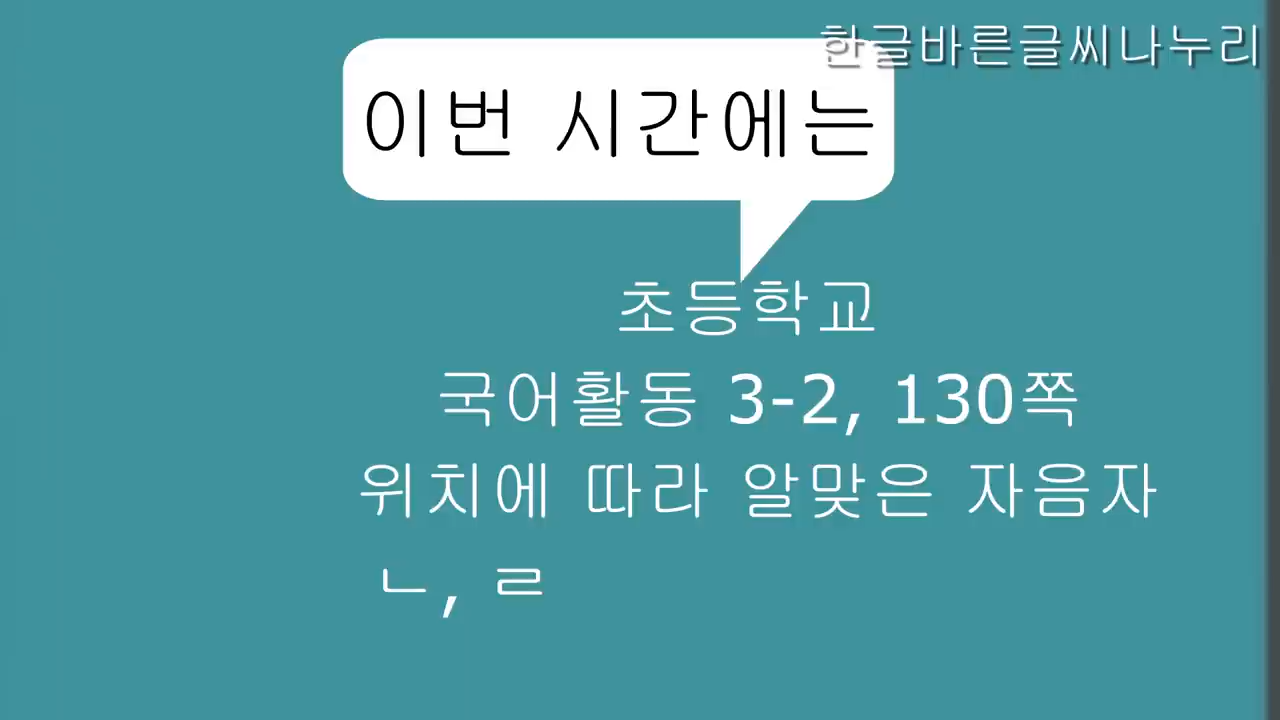 한글바른글씨나누리
이번 시간에는
초등학교
국어활동 3-2, 130쪽
위치에 따라 알맞은 자음자
ㄴ, ㄹ